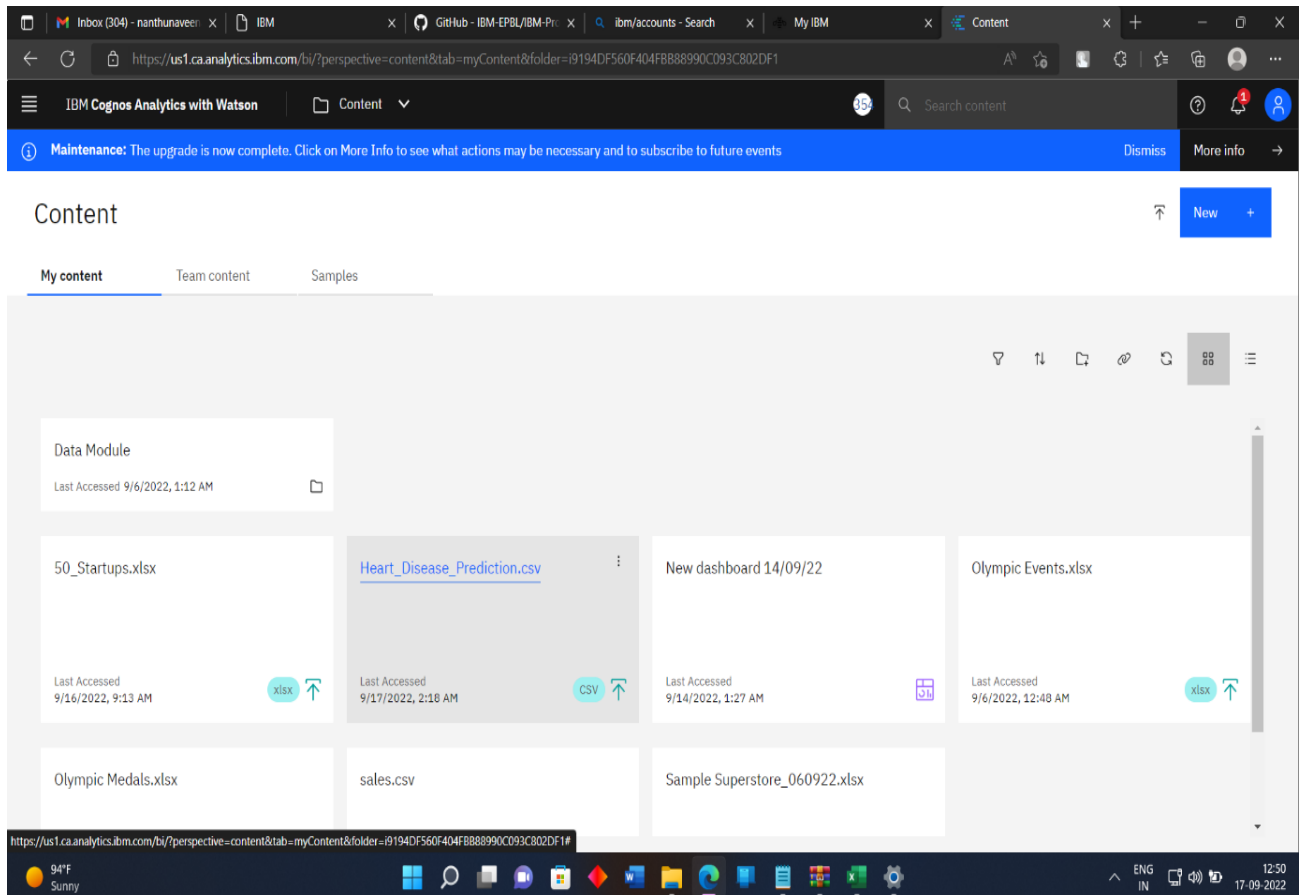 Inbox (304) - nanthunaveen
IBM
GitHub - IBM-EPBL/IBM-Pro
ibm/accounts - Search
My IBM
Content
https://us1.ca.analytics.ibm.com/bi/?perspective=content&tab=myContent&folder=i9194DF560F404FBB88990C093C802DF1
IBM Cognos Analytics with Watson
Content
354
Search content
1
Maintenance: The upgrade is now complete. Click on More Info to see what actions may be necessary and to subscribe to future events
Dismiss
More info
Content
New +
My content
Team content
Samples
Data Module
Last Accessed 9/6/2022, 1:12 AM
50_Startups.xlsx
Last Accessed
9/16/2022, 9:13 AM
xlsx
Heart_Disease_Prediction.csv
Last Accessed
9/17/2022, 2:18 AM
CSV
New dashboard 14/09/22
Last Accessed
9/14/2022, 1:27 AM
Olympic Events.xlsx
Last Accessed
9/6/2022, 12:48 AM
xlsx
Olympic Medals.xlsx
sales.csv
Sample Superstore_060922.xlsx
https://us1.ca.analytics.ibm.com/bi/?perspective=content&tab=myContent&folder=i9194DF560F404FBB88990C093C802DF1#
94°F
Sunny
ENG
IN
12:50
17-09-2022